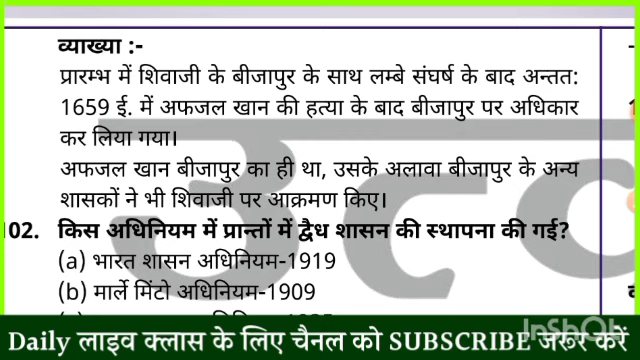 व्याख्या :-
प्रारम्भ में शिवाजी के बीजापुर के साथ लम्बे संघर्ष के बाद अन्तत:
1659 ई. में अफजल खान की हत्या के बाद बीजापुर पर अधिकार
कर लिया गया।
अफजल खान बीजापुर का ही था, उसके अलावा बीजापुर के अन्य
शासकों ने भी शिवाजी पर आक्रमण किए।
102. किस अधिनियम में प्रान्तों में द्वैध शासन की स्थापना की गई?
(a) भारत शासन अधिनियम-1919
(b) मार्ले मिंटो अधिनियम-1909
Daily लाइव क्लास के लिए चैनल को SUBSCRIBE जरूर करें
InShOt